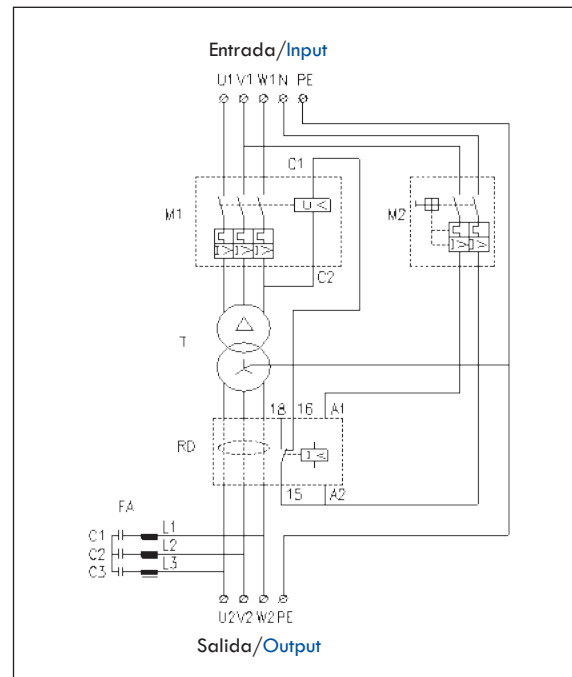 Entrada/Input
U1 V1 W1 N PE
C1
U <
M1
M2
I > I > I >
I > I >
C2
T
18 16 A1
RD
I <
15 A2
FA
C1 L1
C2 L2
C3 L3
U2 V2 W2 PE
Salida/Output